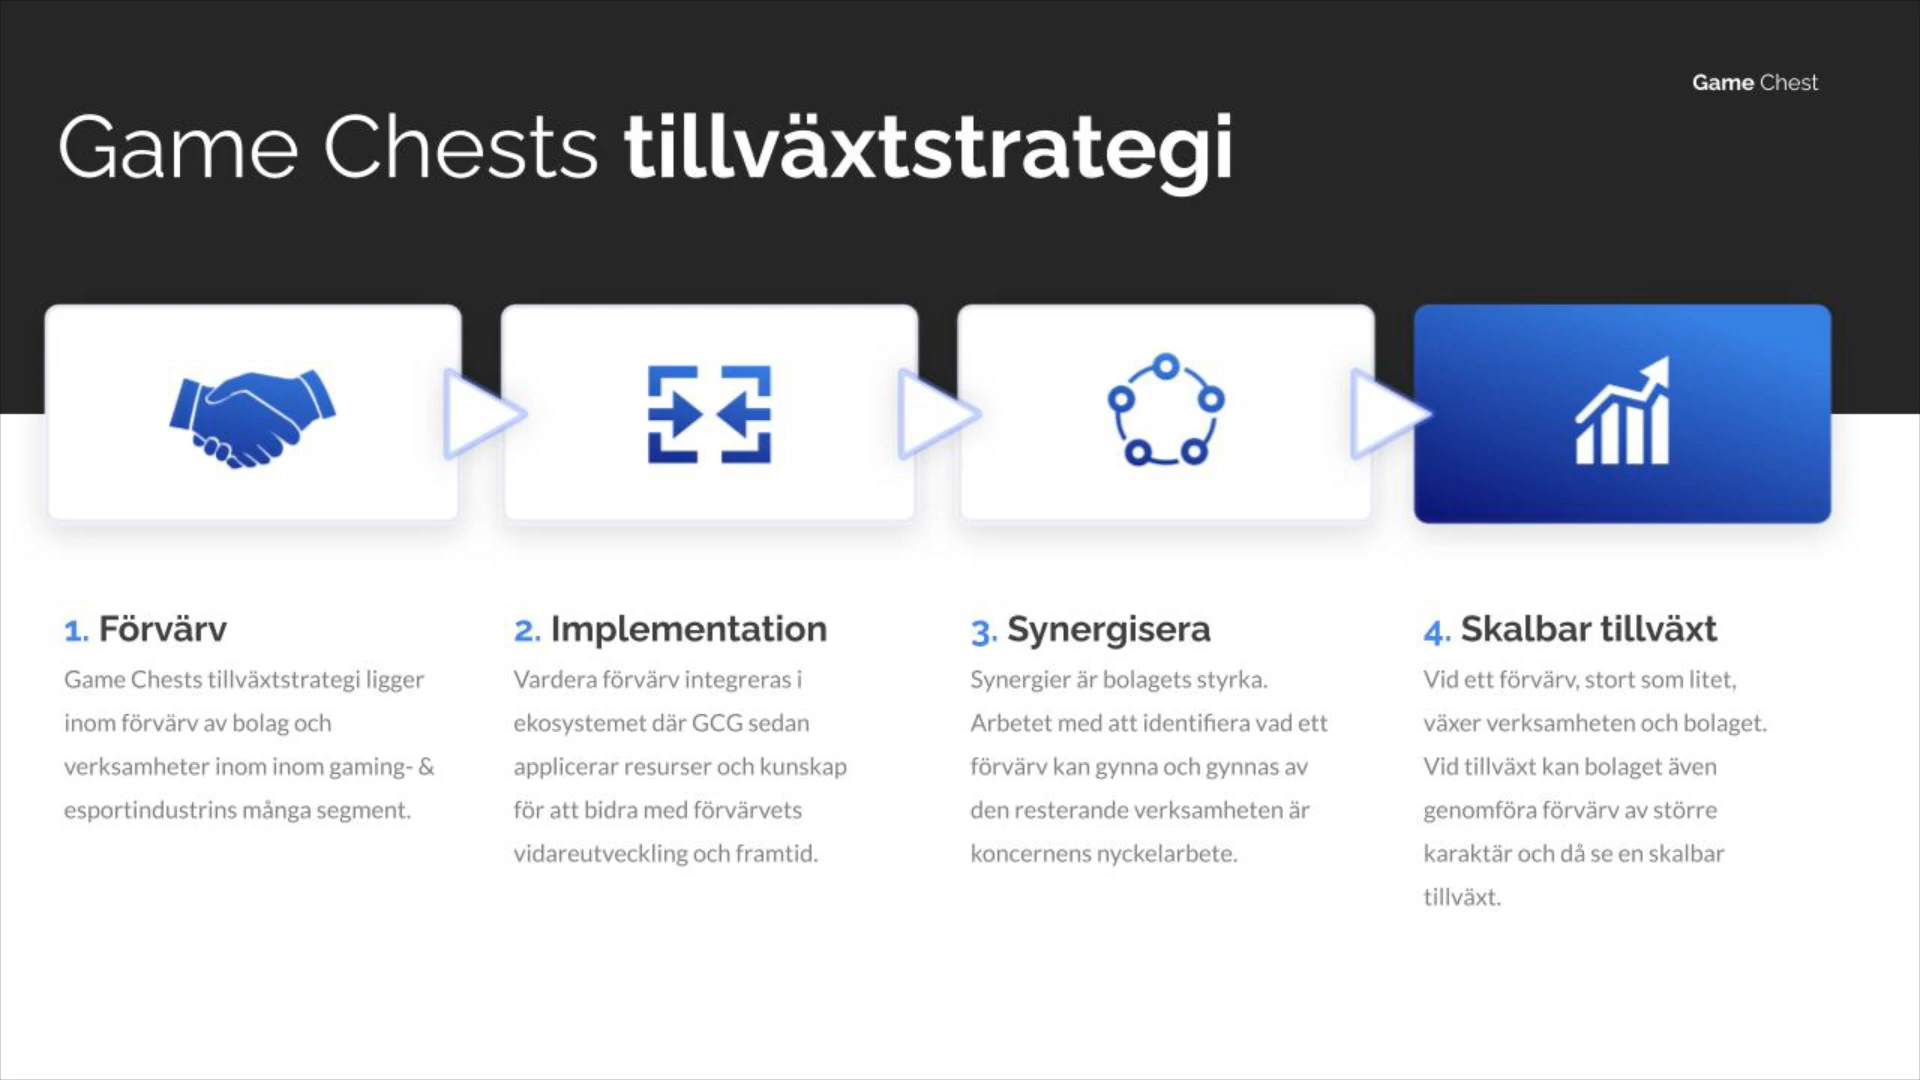 Game Chest
Game Chests tillväxtstrategi
1. Förvärv
Game Chests tillväxtstrategi ligger
inom förvärv av bolag och
verksamheter inom inom gaming- &
esportindustrins många segment.
2. Implementation
Vardera förvärv integreras i
ekosystemet där GCG sedan
applicerar resurser och kunskap
för att bidra med förvärvets
vidareutveckling och framtid.
3. Synergisera
Synergier är bolagets styrka.
Arbetet med att identifiera vad ett
förvärv kan gynna och gynnas av
den resterande verksamheten är
koncernens nyckelarbete.
4. Skalbar tillväxt
Vid ett förvärv, stort som litet,
växer verksamheten och bolaget.
Vid tillväxt kan bolaget även
genomföra förvärv av större
karaktär och då se en skalbar
tillväxt.